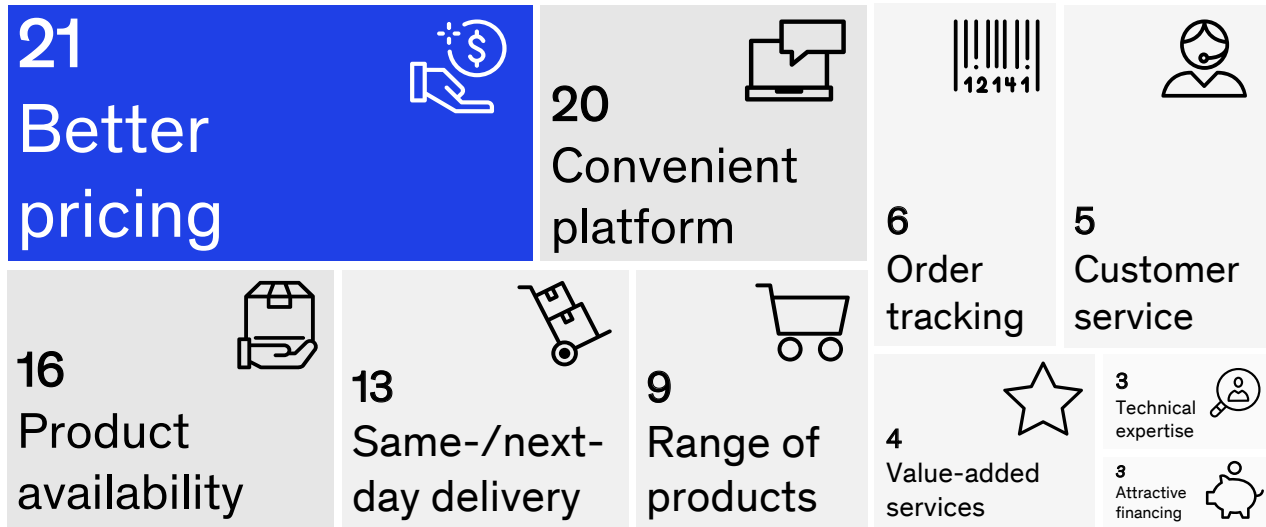 21
Better
pricing
20
Convenient
platform
12141
6
Order
tracking
5
Customer
service
16
Product
availability
13
Same-/next-
day delivery
9
Range of
products
4
Value-added
services
3
Technical
expertise
3
Attractive
financing